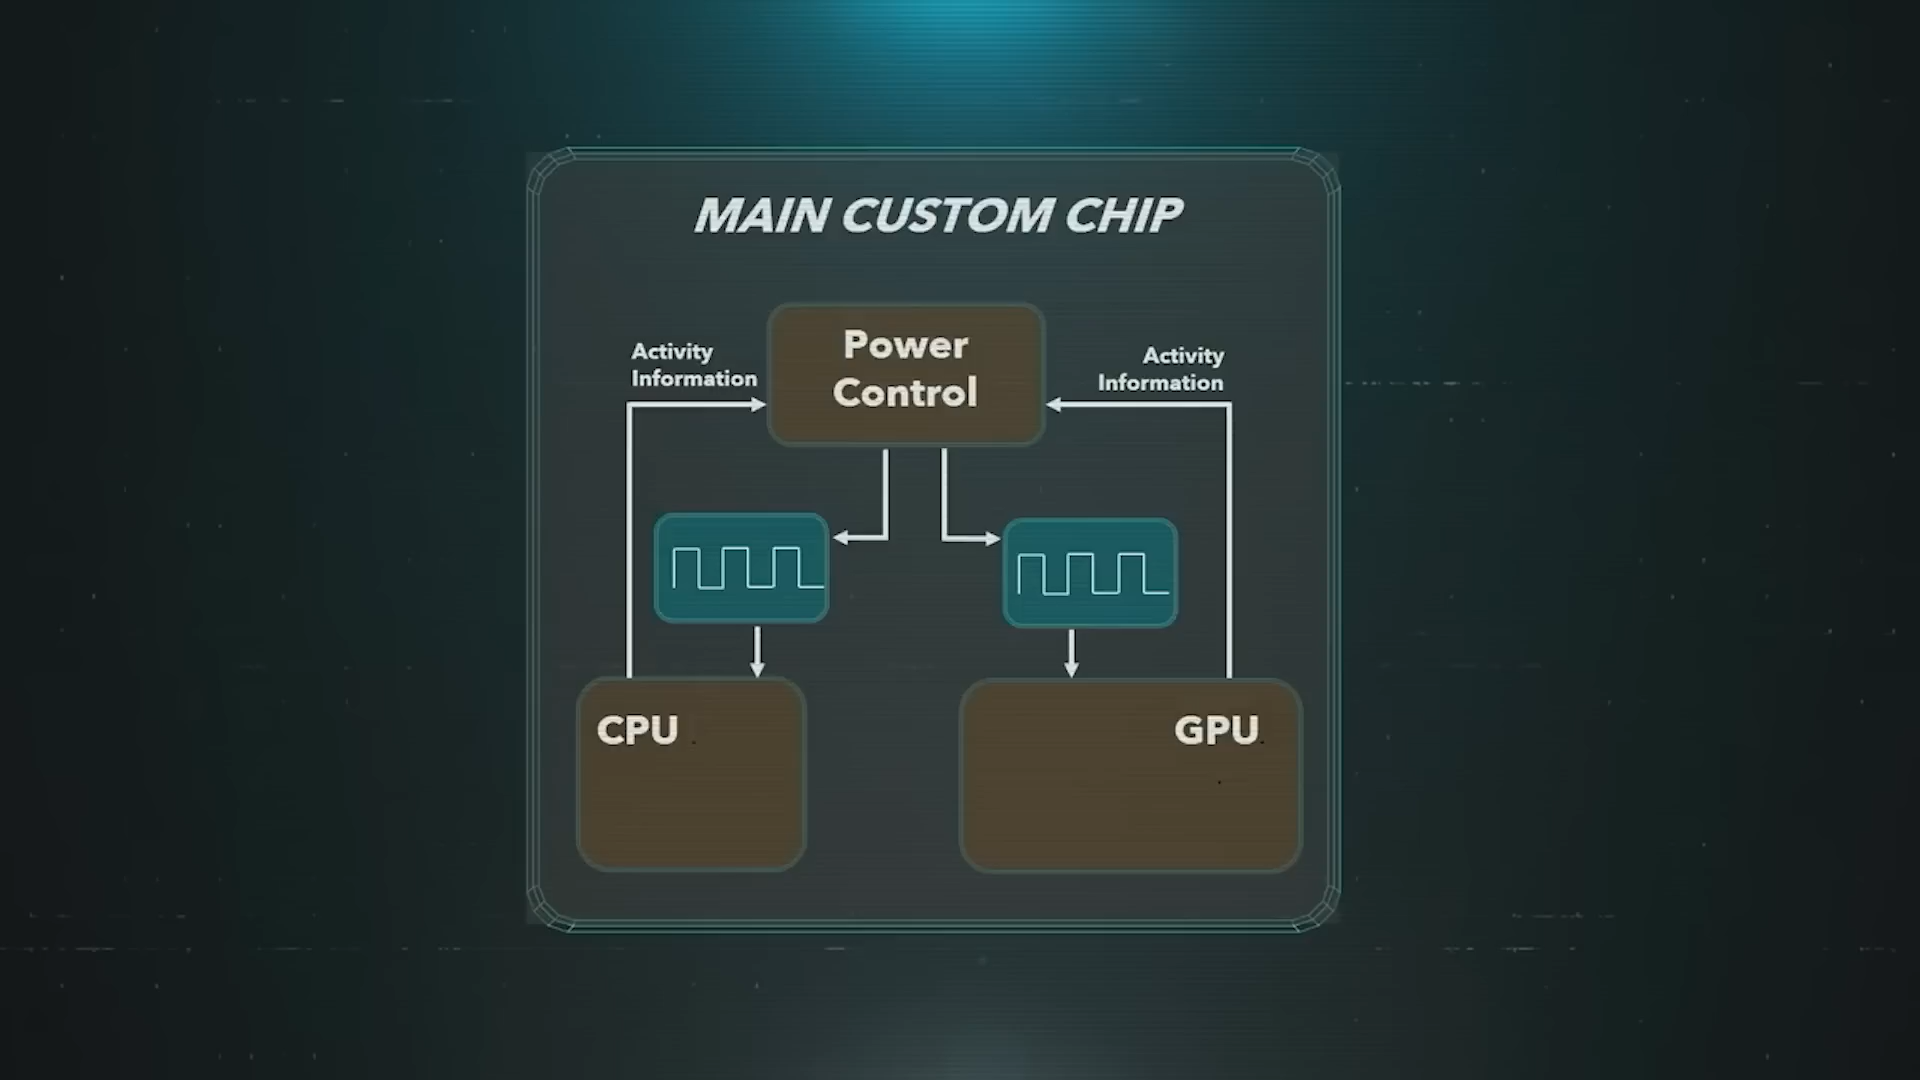 MAIN CUSTOM CHIP
Power
Control
Activity
Information
Activity
Information
CPU
GPU